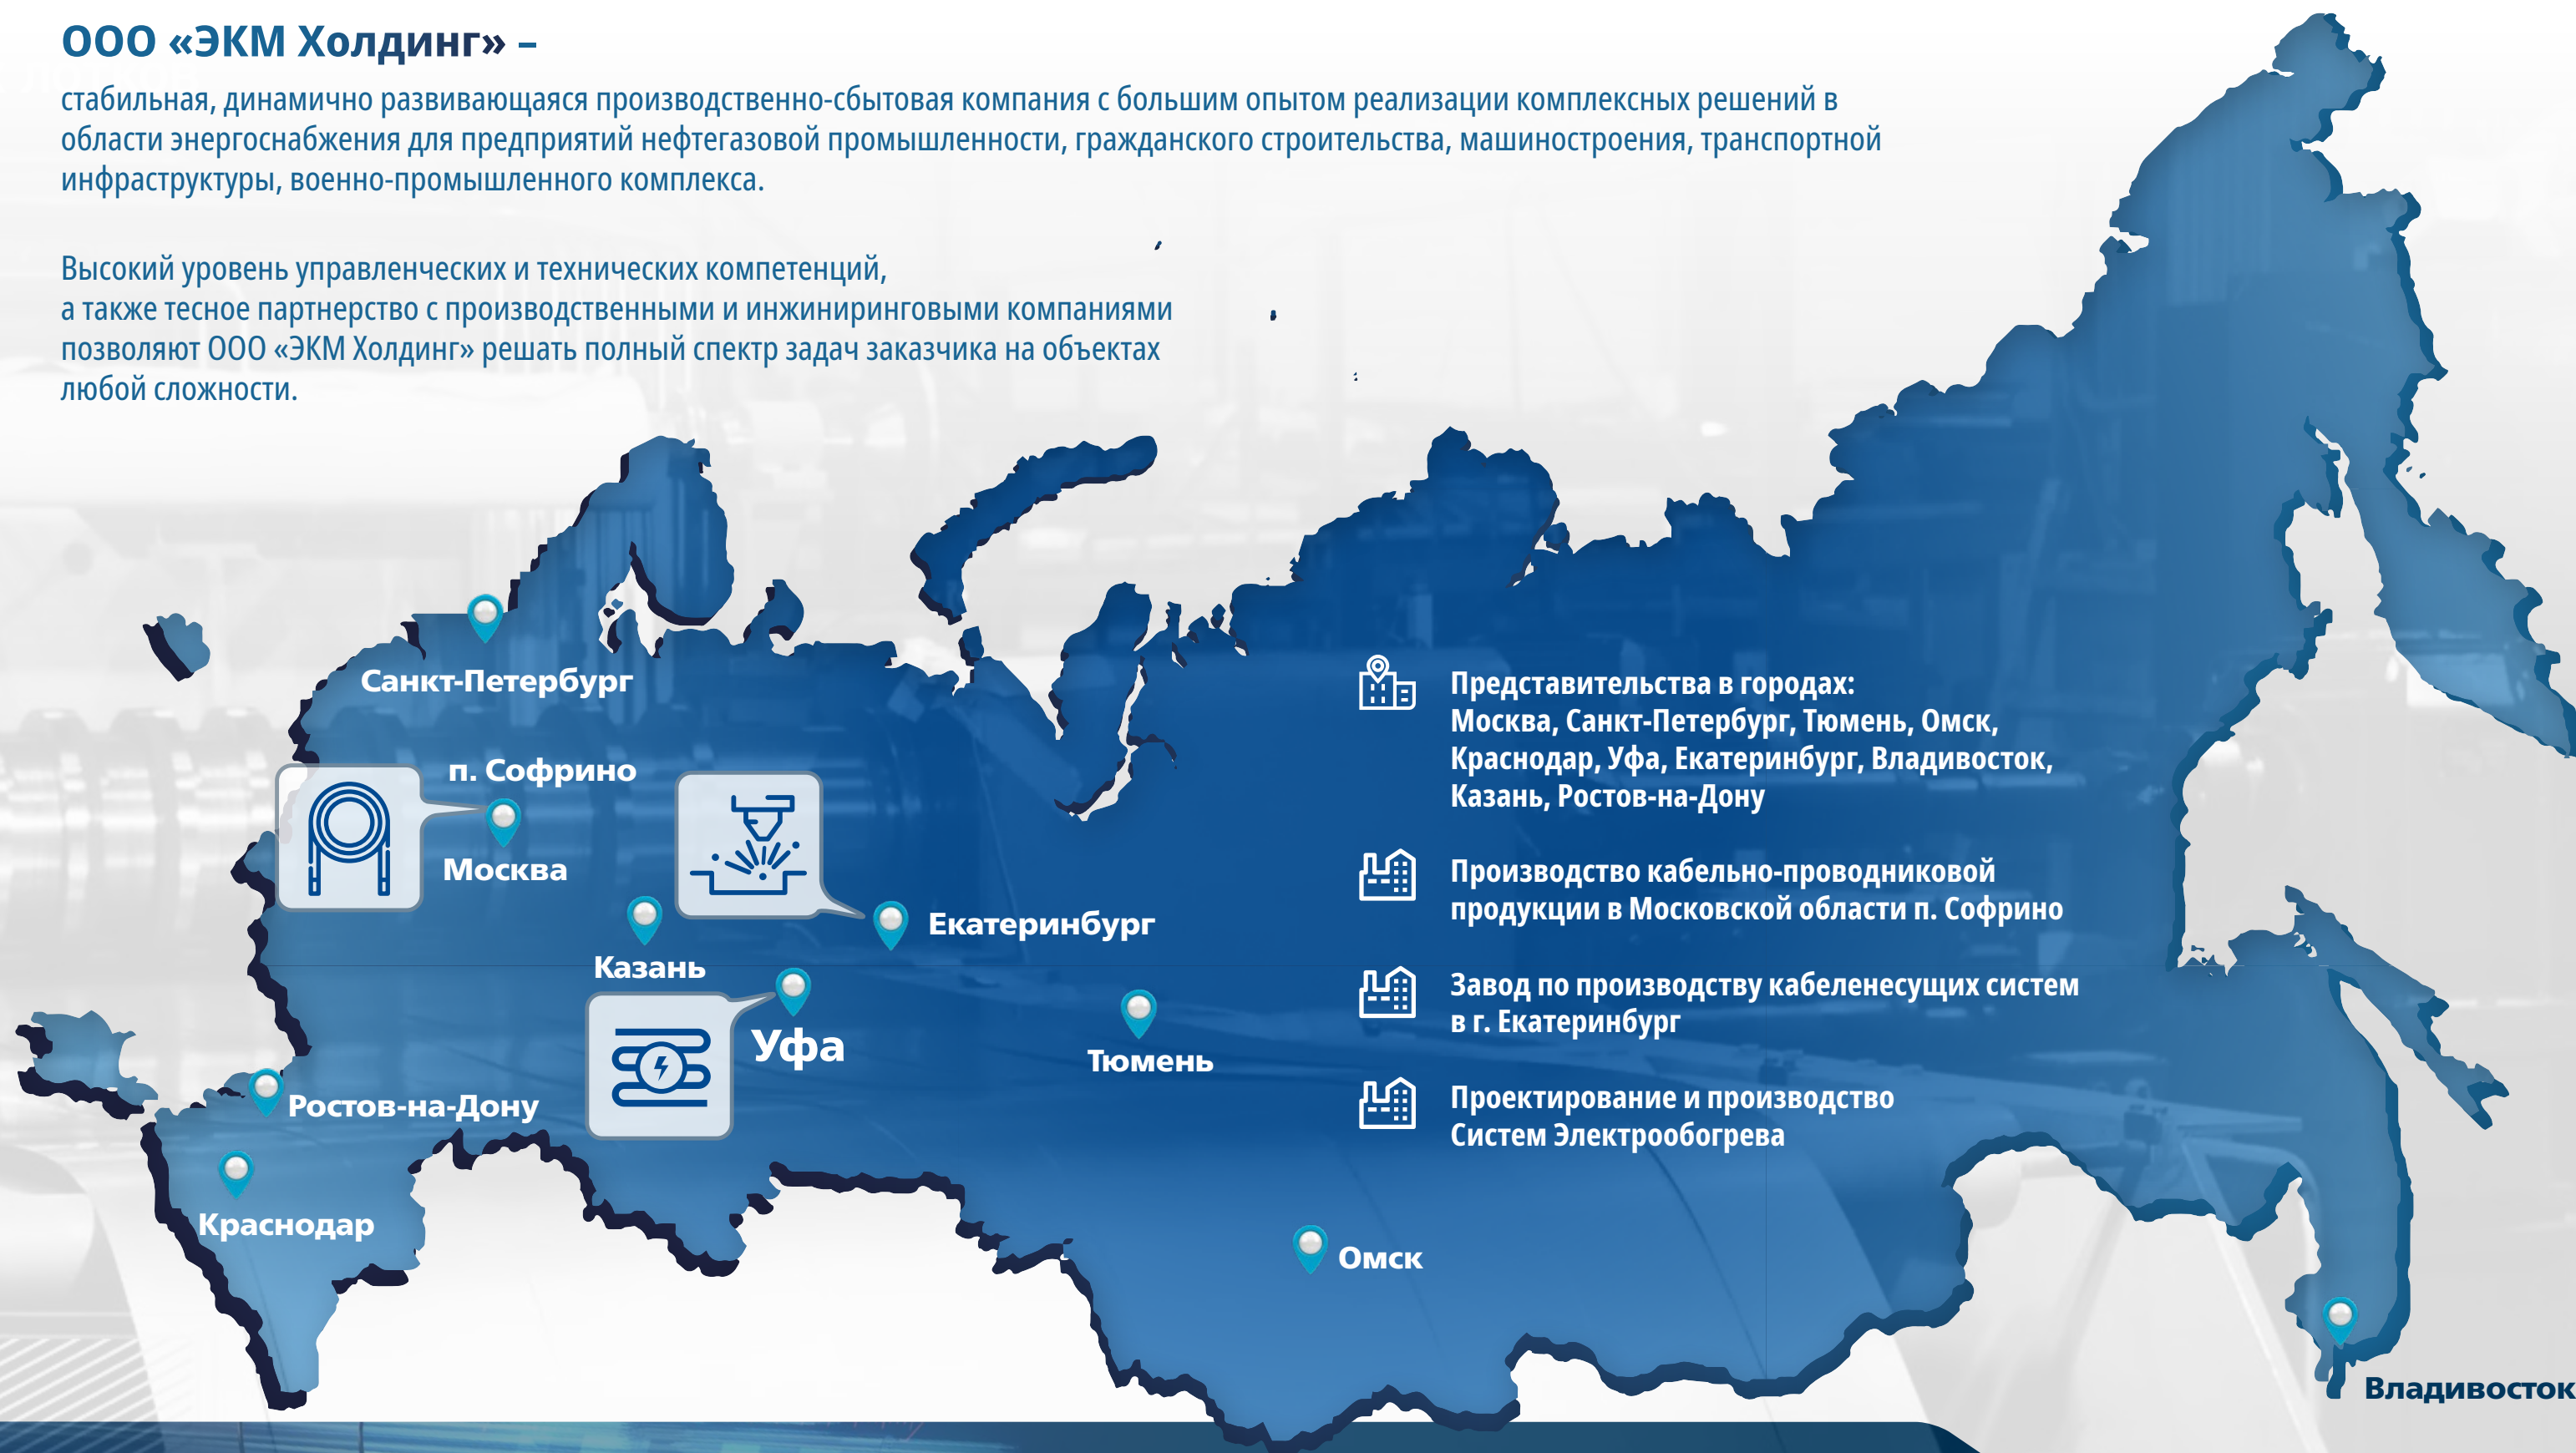 ООО «ЭКМ Холдинг» –
стабильная, динамично развивающаяся производственно-сбытовая компания с большим опытом реализации комплексных решений в
области энергоснабжения для предприятий нефтегазовой промышленности, гражданского строительства, машиностроения, транспортной
инфраструктуры, военно-промышленного комплекса.
Высокий уровень управленческих и технических компетенций,
а также тесное партнерство с производственными и инжиниринговыми компаниями
позволяют ООО «ЭКМ Холдинг» решать полный спектр задач заказчика на объектах
любой сложности.
Санкт-Петербург
п. Софрино
Москва
Казань
Екатеринбург
Уфа
Тюмень
Ростов-на-Дону
Краснодар
Омск
Владивосток
Представительства в городах:
Москва, Санкт-Петербург, Тюмень, Омск,
Краснодар, Уфа, Екатеринбург, Владивосток,
Казань, Ростов-на-Дону
Производство кабельно-проводниковой
продукции в Московской области п. Софрино
Завод по производству кабеленесущих систем
в г. Екатеринбург
Проектирование и производство
Систем Электрообогрева